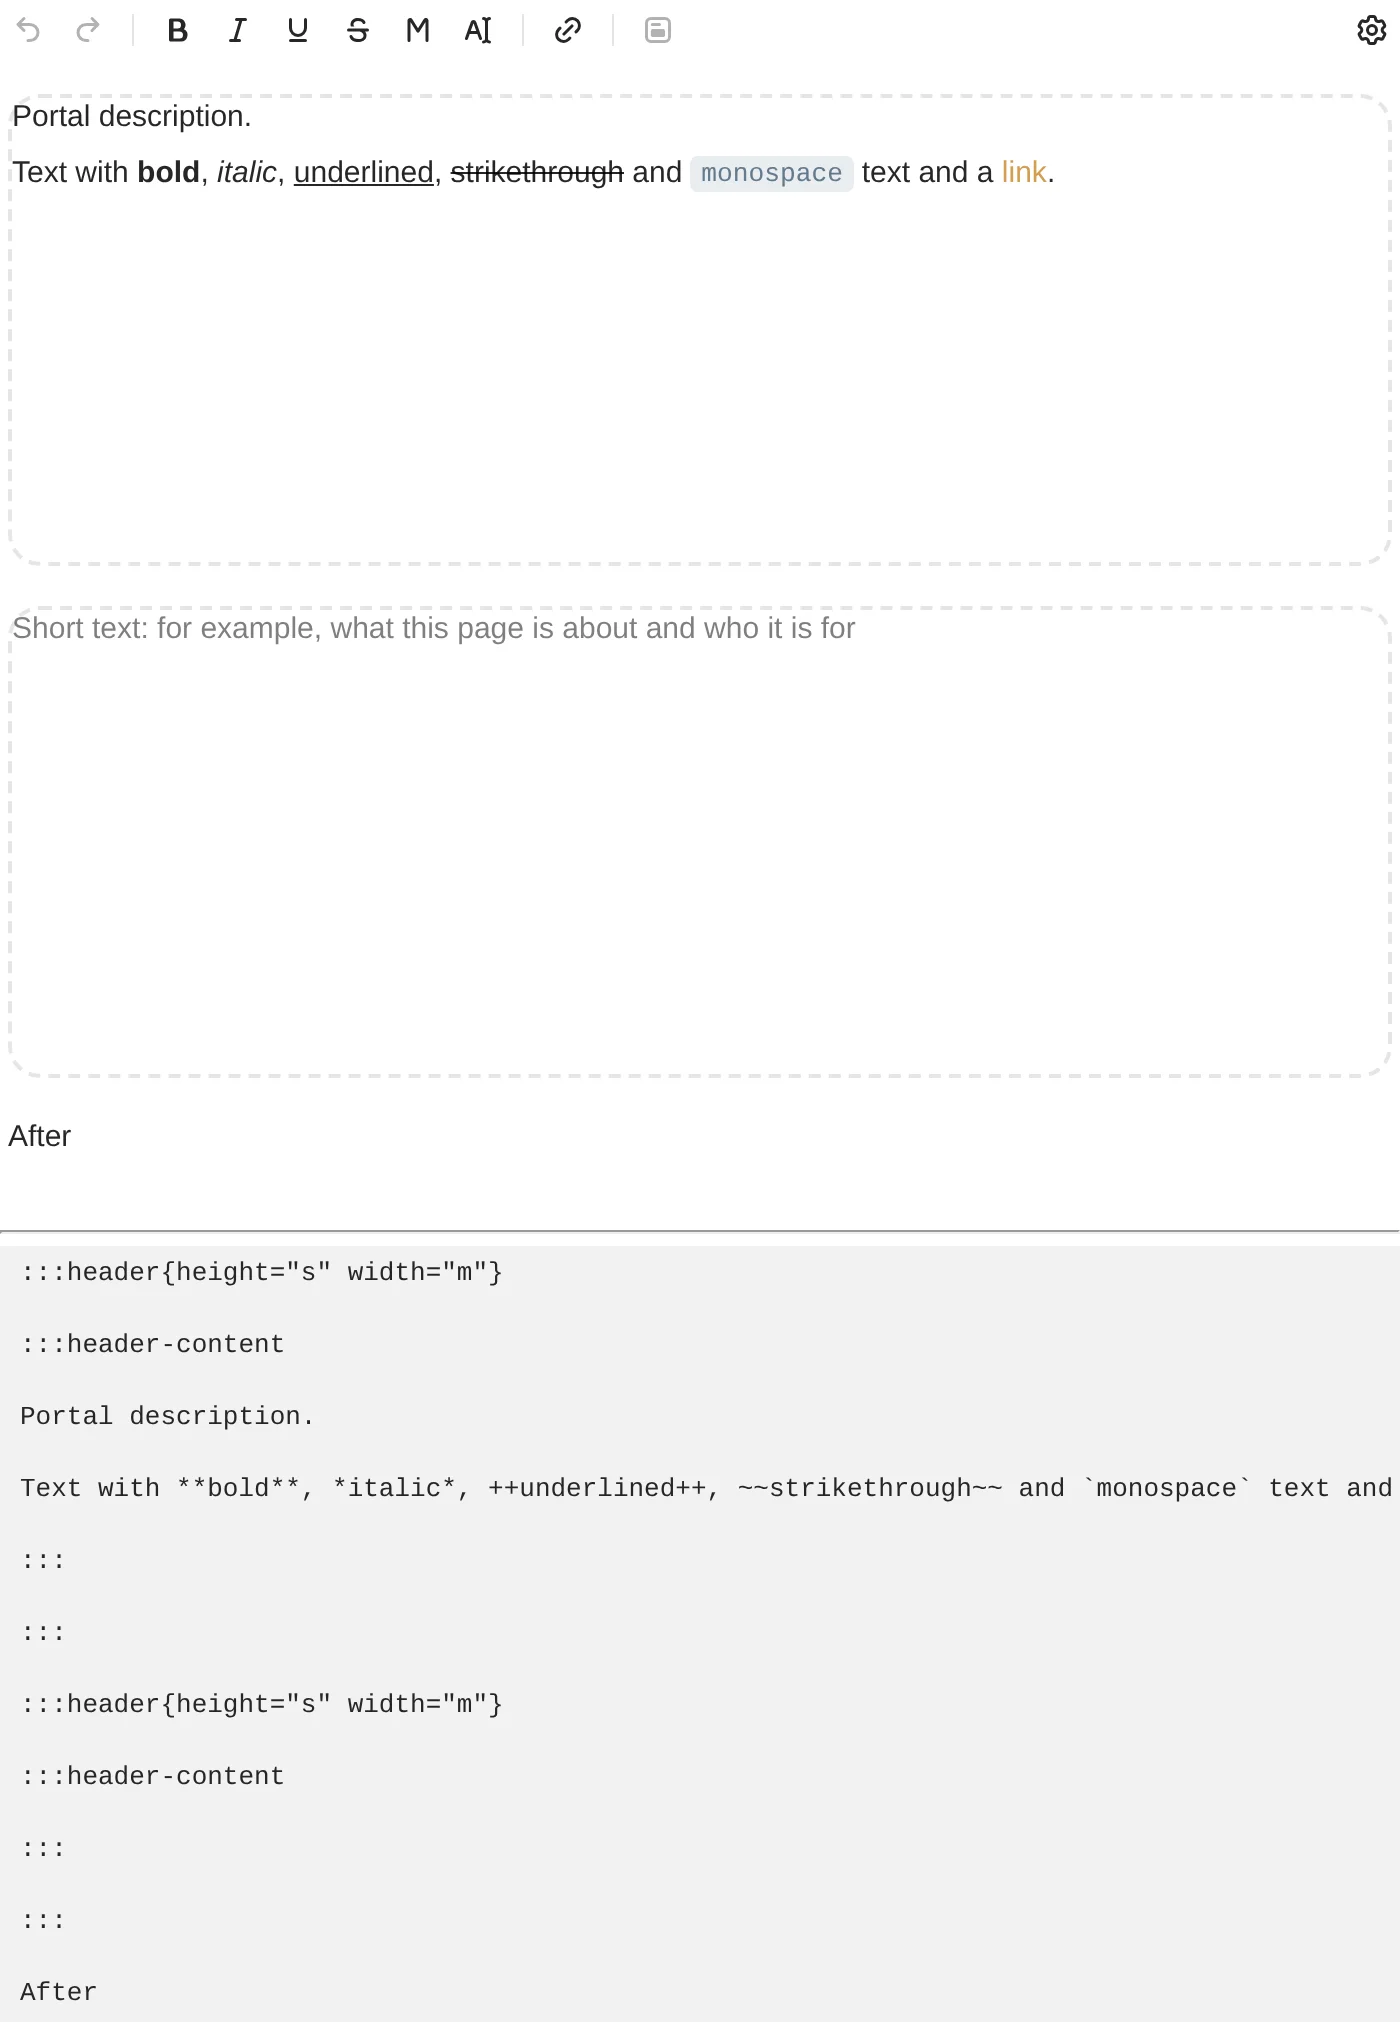 Portal description.
Text with bold, italic, underlined, strikethrough and monospace text and a link.
Short text: for example, what this page is about and who it is for
After
:::header{height="s" width="m"}
:::header-content
Portal description.
Text with **bold**, *italic*, ++underlined++, ~~strikethrough~~ and `monospace` text and
:::
:::
:::header{height="s" width="m"}
:::header-content
:::
:::
After